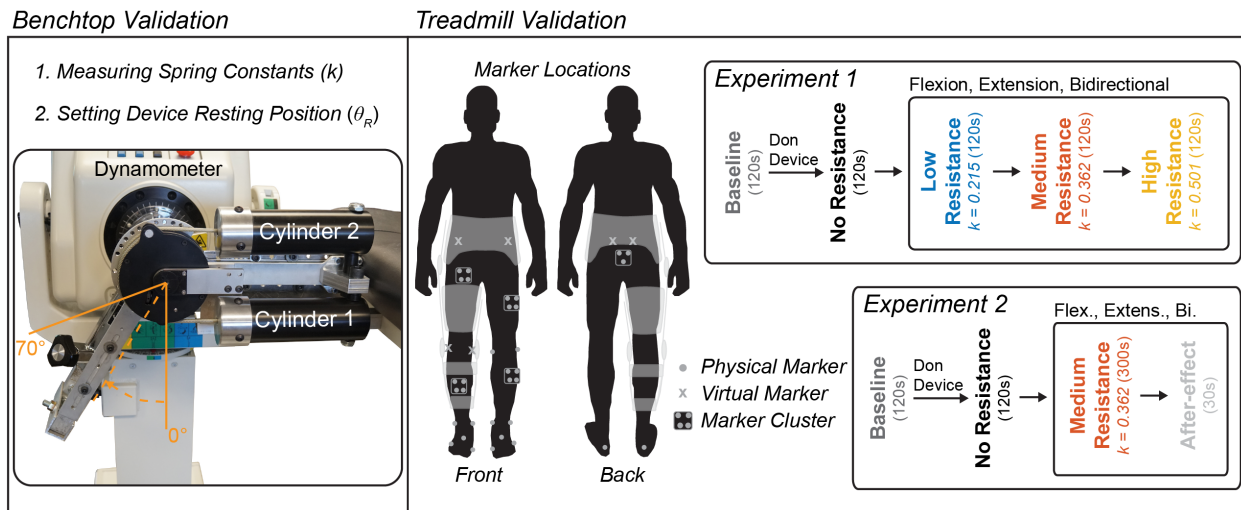 Benchtop Validation
1. Measuring Spring Constants (k)
2. Setting Device Resting Position (θR)
Dynamometer
Cylinder 2
Cylinder 1
70°
0°
Treadmill Validation
Marker Locations
Front
Back
Physical Marker
x Virtual Marker
Marker Cluster
Experiment 1
Flexion, Extension, Bidirectional
Baseline
(120s)
Don
Device
No Resistance
(120s)
Low
Resistance
k = 0.215 (120s)
Medium
Resistance
k = 0.362 (120s)
High
Resistance
k = 0.501 (120s)
Experiment 2
Flex., Extens., Bi.
Baseline
(120s)
Don
Device
No Resistance
(120s)
Medium
Resistance
k = 0.362 (300s)
After-effect
(30s)